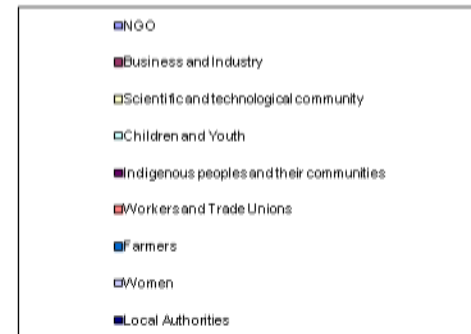 NGO
Business and Industry
Scientific and technological community
Children and Youth
Indigenous peoples and their communities
Workers and Trade Unions
Farmers
Women
Local Authorities